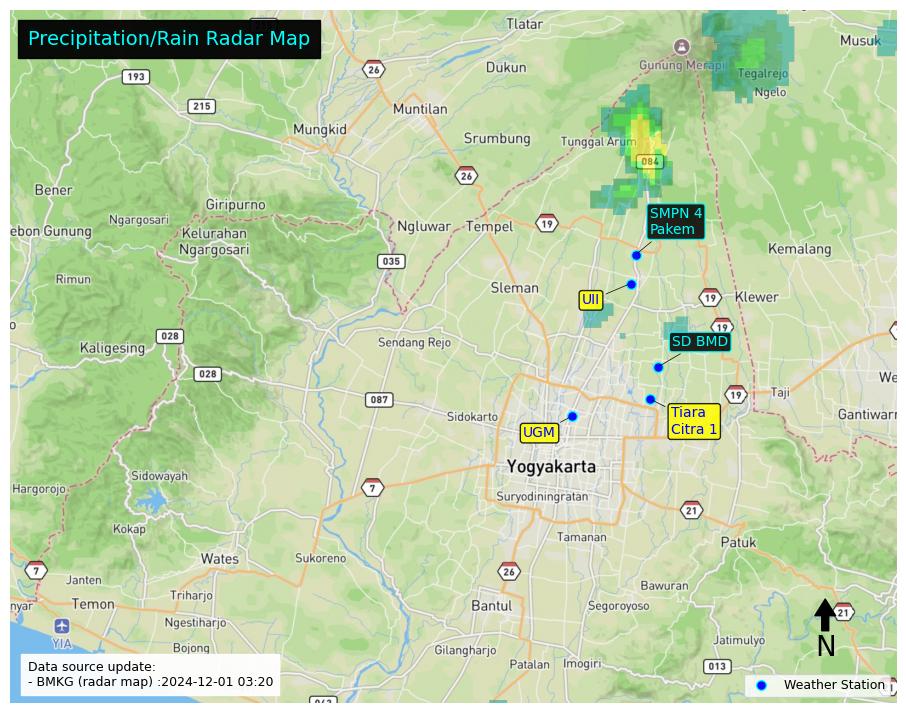 Precipitation/Rain Radar Map
Tlatar
Musuk
26
Gunung Merapi
193
Dukun
Tegalrejo
Ngelo
215
Muntilan
Mungkid
Srumbung
Tunggal Arum
084
26
Bener
Giripurno
SMPN 4
Pakem
Ngargosari
ebon Gunung
Kelurahan
Ngargosari
Ngluwar
Tempel
19
Kemalang
035
Rimun
Sleman
UII
19
Klewer
19
028
Kaligesing
Sendang Rejo
SD BMD
028
We
087
19
Taji
Sidokarto
Tiara
Citra 1
Gantiwarn
UGM
Yogyakarta
Sidowayah
Hargorojo
7
Suryodiningratan
21
Kokap
Tamanan
Patuk
Wates
Sukoreno
7
26
Janten
Bawuran
Triharjo
nyar
Temon
Bantul
Segoroyoso
21
Ngestiharjo
YIA
Jatimulyo
N
Bojong
Gilangharjo
Patalan
Imogiri
013
Data source update:
- BMKG (radar map) :2024-12-01 03:20
Weather Station